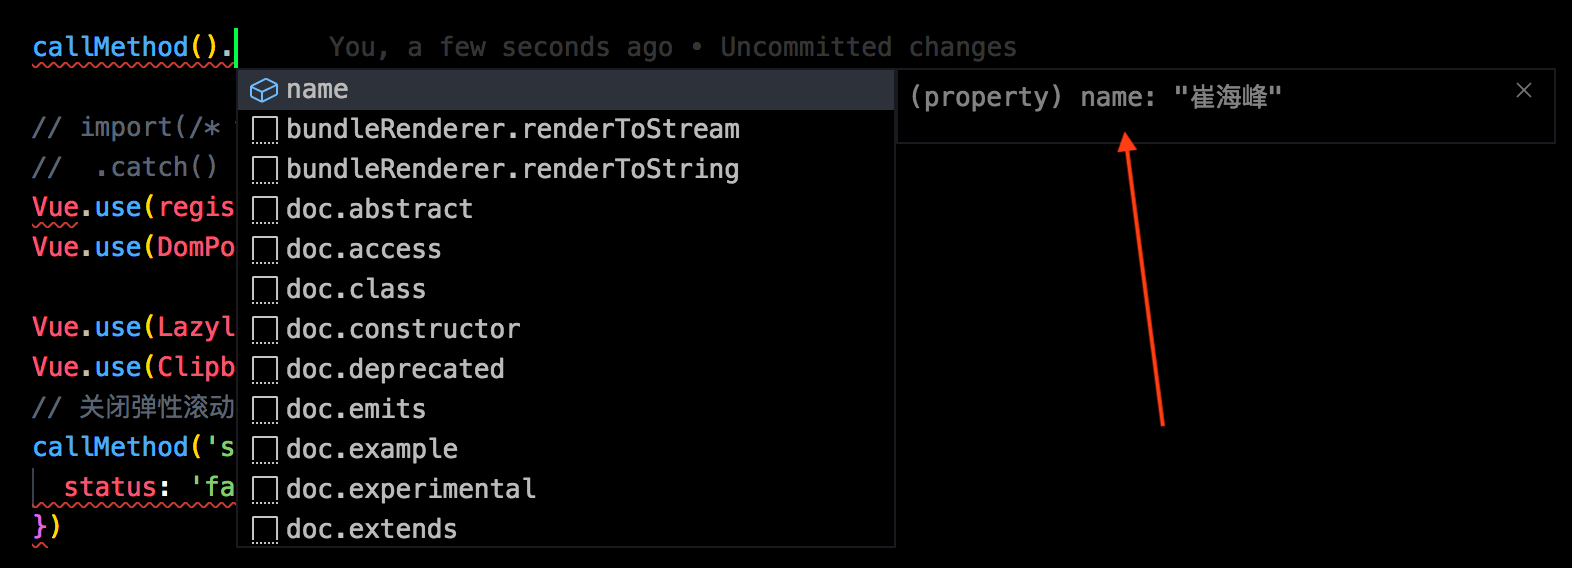 callMethod(). You, a few seconds ago • Uncommitted changes
name
(property) name: "崔海峰"
// import(/*
bundleRenderer.renderToStream
// .catch()
bundleRenderer.renderToString
Vue.use(regis
doc.abstract
Vue.use(DomPo
doc.access
doc.class
Vue.use(Lazyl
doc.constructor
Vue.use(Clipb
doc.deprecated
// 关闭弹性滚动
doc.emits
callMethod('s
doc.example
status: 'fa
doc.experimental
})
doc.extends